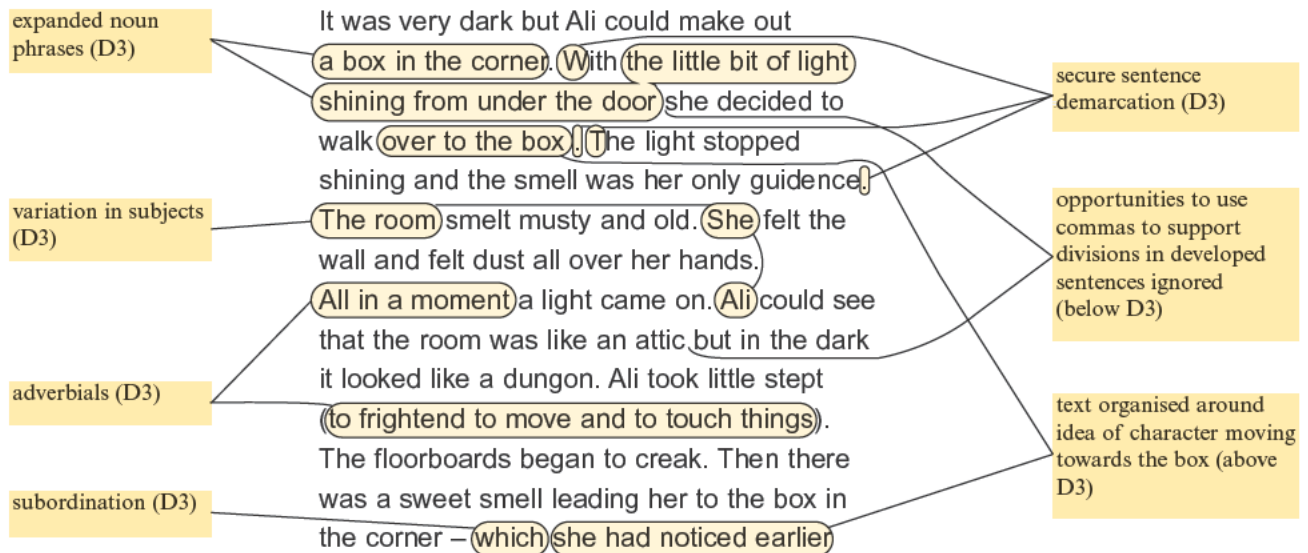 expanded noun
phrases (D3)
variation in subjects
(D3)
adverbials (D3)
subordination (D3)
It was very dark but Ali could make out
a box in the corner. With the little bit of light
shining from under the door she decided to
walk over to the box. The light stopped
shining and the smell was her only guidence.
The room smelt musty and old. She felt the
wall and felt dust all over her hands.
All in a moment a light came on. Ali could see
that the room was like an attic but in the dark
it looked like a dungon. Ali took little stept
(to frightend to move and to touch things).
The floorboards began to creak. Then there
was a sweet smell leading her to the box in
the corner – which she had noticed earlier
secure sentence
demarcation (D3)
opportunities to use
commas to support
divisions in developed
sentences ignored
(below D3)
text organised around
idea of character moving
towards the box (above
D3)